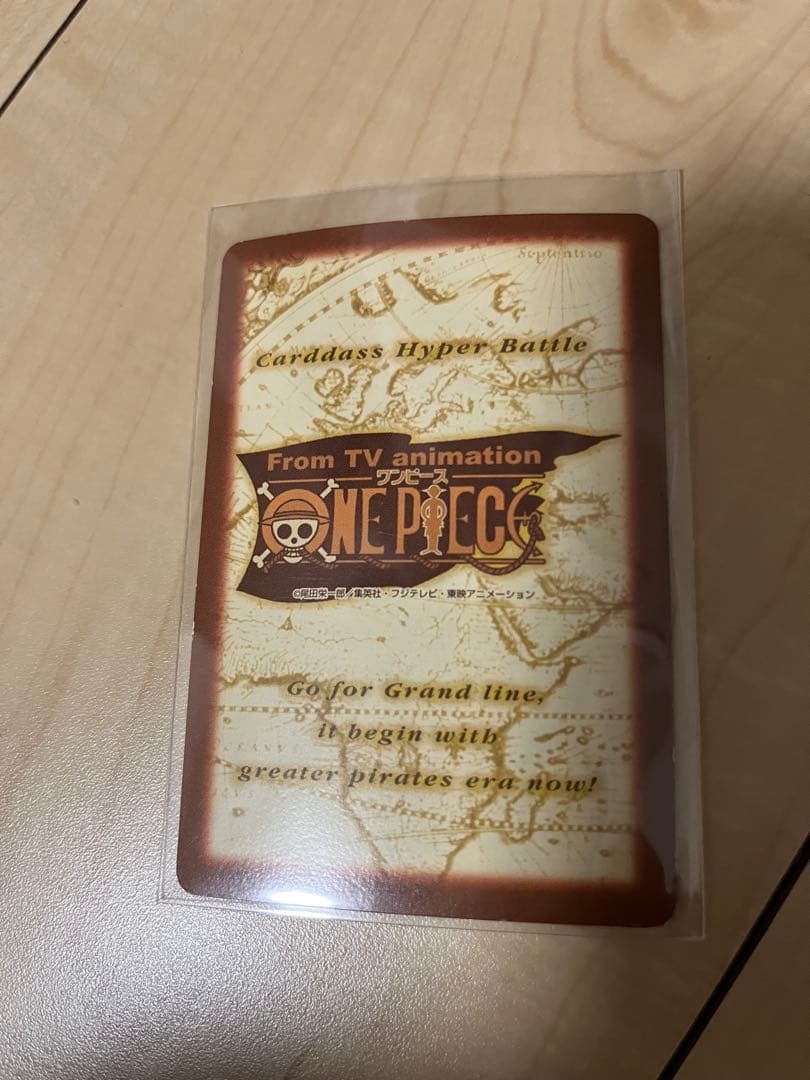 Septentrio
Carddass Hyper Battle
From TV animation
ワンピース
ONE PIECE
©尾田栄一郎／集英社・フジテレビ・東映アニメーション
Go for Grand line,
it begin with
greater pirates era now!